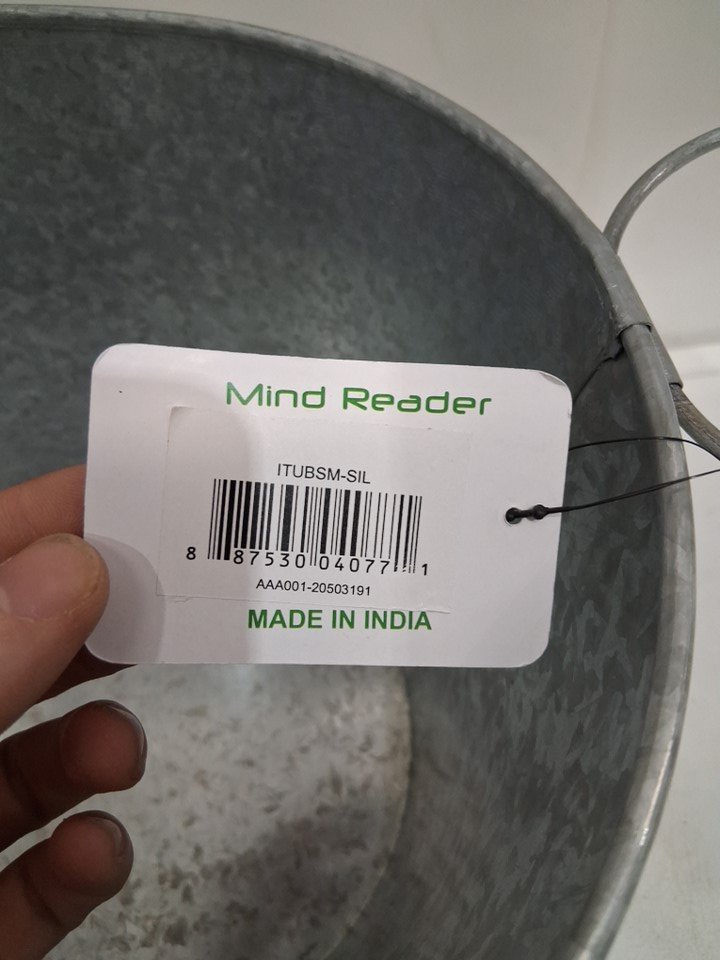 Mind Reader
ITUBSM-SIL
8 87530 04077 1
AAA001-20503191
MADE IN INDIA